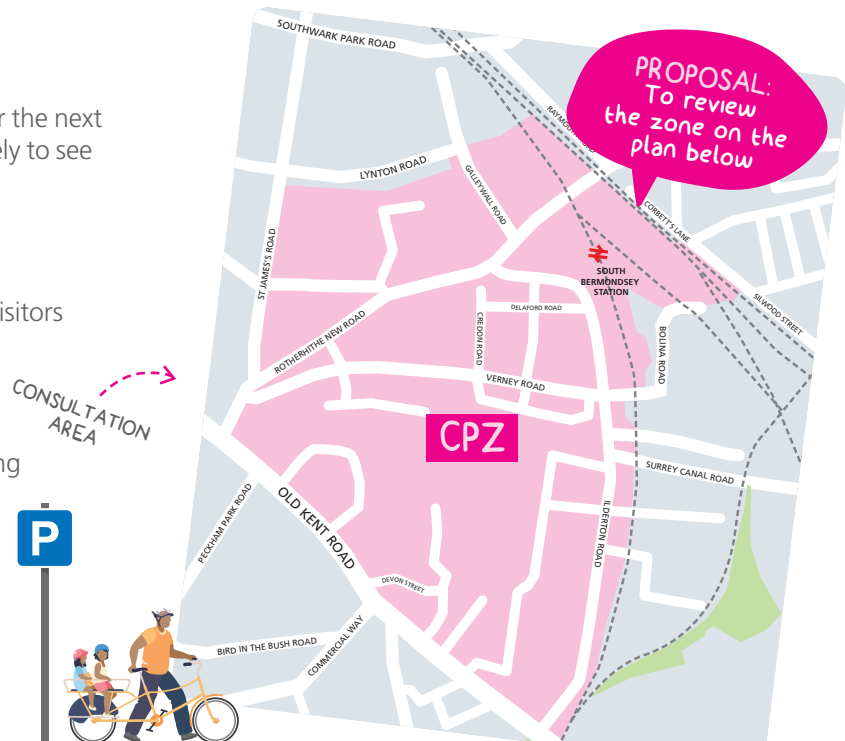 r the next
ely to see
isitors
CONSULTATION
AREA
ng
P
SOUTHWARK PARK ROAD
PROPOSAL:
To review
the zone on the
plan below
LYNTON ROAD
GALLEYWALL ROAD
CORBETT'S LANE
ST JAMES'S ROAD
SOUTH
BERMONDSEY
STATION
SILWOOD STREET
DELAFORD ROAD
ROTHERHITHE NEW ROAD
CREDON ROAD
BOLINA ROAD
VERNEY ROAD
CPZ
SURREY CANAL ROAD
PECKHAM PARK ROAD
OLD KENT ROAD
ILDERTON ROAD
DEVON STREET
BIRD IN THE BUSH ROAD
COMMERCIAL WAY